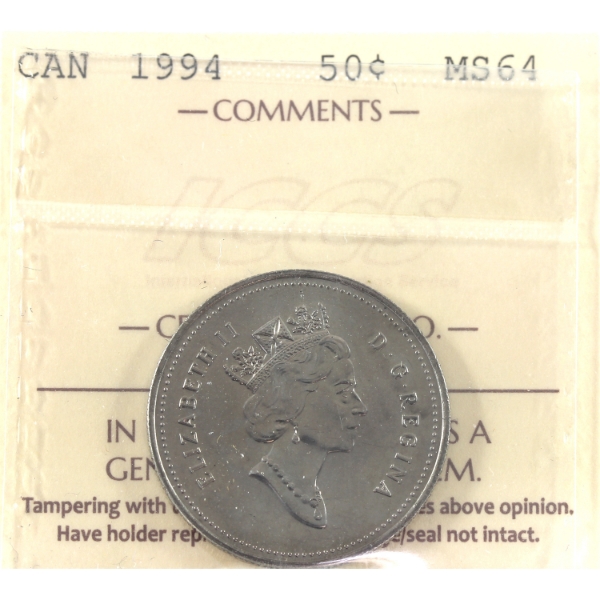 CAN 1994 50¢ MS64
— COMMENTS —
ICCS
— CE O. —
IN S A
GEN .M.
Tampering with es above opinion.
Have holder rep e/seal not intact.
ELIZABETH II D·G·REGINA